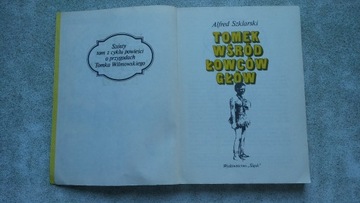 Szósty
tom z cyklu powieści
o przygodach
Tomka Wilmowskiego
Alfred Szklarski
TOMEK
WŚRÓD
ŁOWCÓW
GŁÓW
Wydawnictwo „Śląsk”